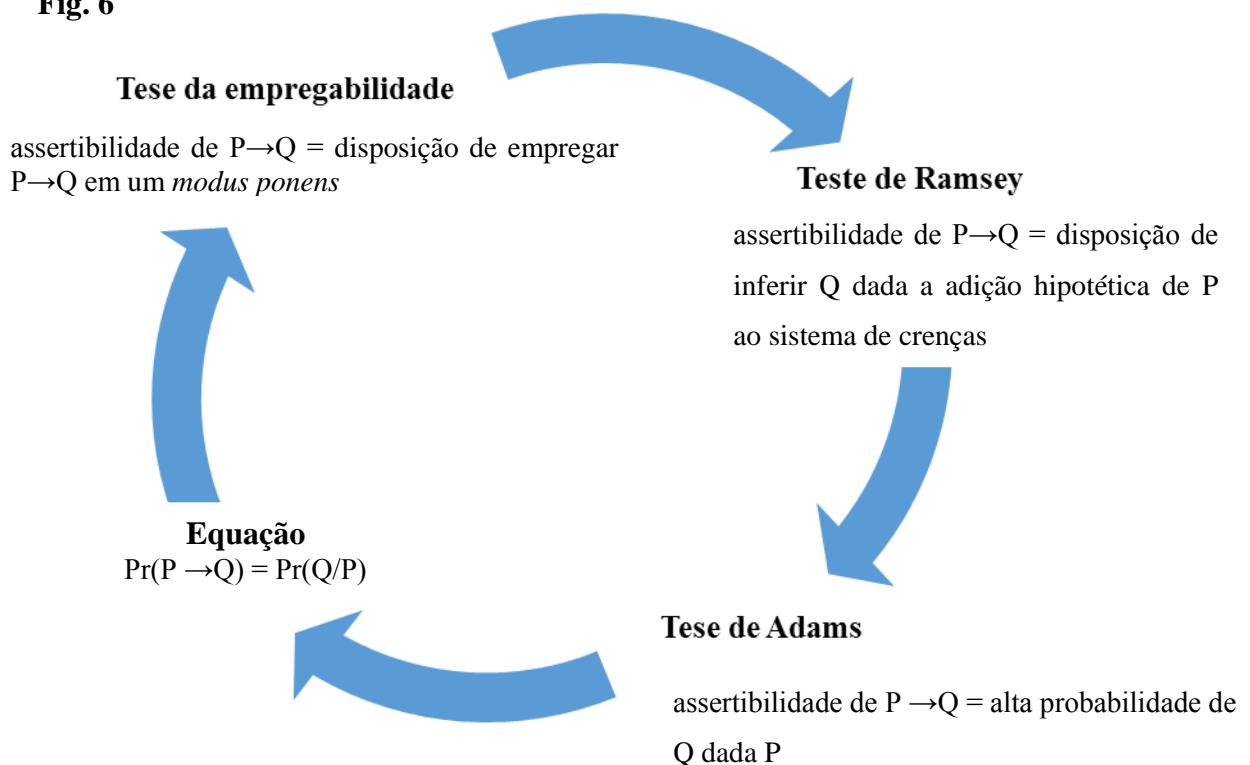 Fig. 6
Tese da empregabilidade
assertibilidade de P→Q = disposição de empregar
P→Q em um modus ponens
Teste de Ramsey
assertibilidade de P→Q = disposição de
inferir Q dada a adição hipotética de P
ao sistema de crenças
Equação
Pr(P →Q) = Pr(Q/P)
Tese de Adams
assertibilidade de P →Q = alta probabilidade de
Q dada P